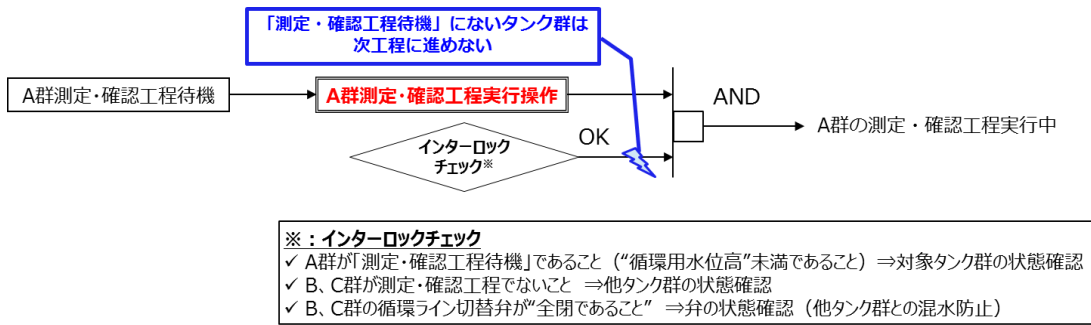 「測定・確認工程待機」にないタンク群は
次工程に進めない
A群測定・確認工程待機
A群測定・確認工程実行操作
AND
A群の測定・確認工程実行中
インターロック
チェック※
OK
※：インターロックチェック
✓ A群が「測定・確認工程待機」であること（“循環用水位高”未満であること）⇒対象タンク群の状態確認
✓ B、C群が測定・確認工程でないこと ⇒他タンク群の状態確認
✓ B、C群の循環ライン切替弁が“全閉であること” ⇒弁の状態確認（他タンク群との混水防止）